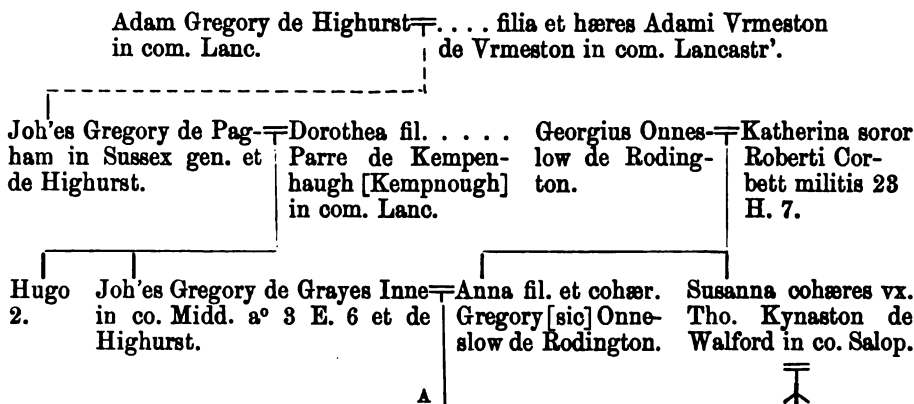 Adam Gregory de Highurst
in com. Lanc.
. . . . filia et hæres Adami Vrmeston
de Vrmeston in com. Lancastr'.
Joh'es Gregory de Pag-
ham in Sussex gen. et
de Highurst.
Dorothea fil. . . . . .
Parre de Kempen-
haugh [Kempnough]
in com. Lanc.
Georgius Onnes-
low de Roding-
ton.
Katherina soror
Roberti Cor-
bett militis 23
H. 7.
Hugo
2.
Joh'es Gregory de Grayes Inne
in co. Midd. aº 3 E. 6 et de
Highurst.
Anna fil. et cohær.
Gregory [sic] Onne-
slow de Rodington.
Susanna cohæres vx.
Tho. Kynaston de
Walford in co. Salop.
A